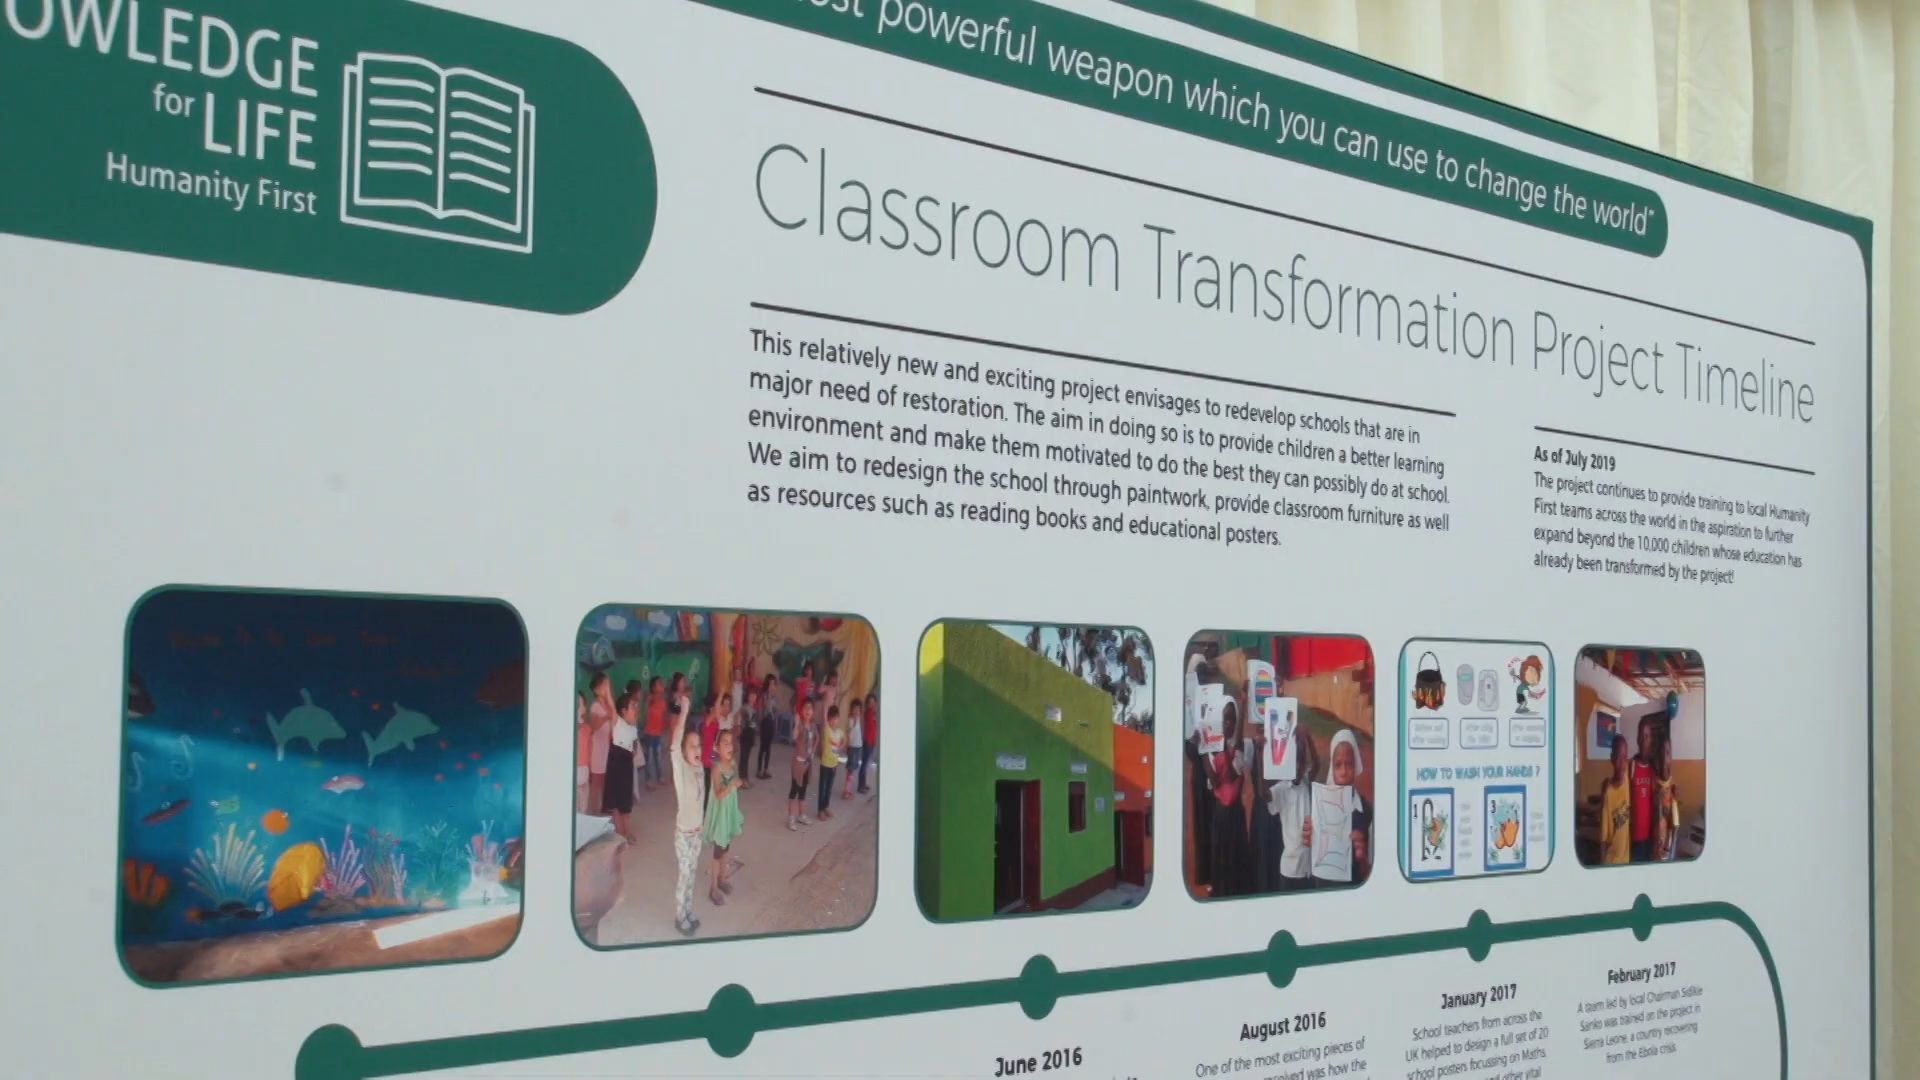 powerful weapon which you can use to change the world"
for
LIFE
Humanity First
Classroom Transformation Project Timeline
This relatively new and exciting project envisages to redevelop schools that are in
major need of restoration. The aim in doing so is to provide children a better learning
environment and make them motivated to do the best they can possibly do at school.
We aim to redesign the school through paintwork, provide classroom furniture as well
as resources such as reading books and educational posters.
As of July 2019
The project continues to provide training to local Humanity
First teams across the world in the aspiration to further
expand beyond the 10,000 children whose education has
already been transformed by the project!
HOW TO WASH YOUR HANDS ?
1
3
June 2016
August 2016
One of the most exciting pieces of
was how the
January 2017
School teachers from across the
UK helped to design a full set of 20
school posters focussing on Maths,
other vital
February 2017
A team led by local Chairman Sidikie
Sanko was trained on the project in
Sierra Leone, a country recovering
from the Ebola crisis.